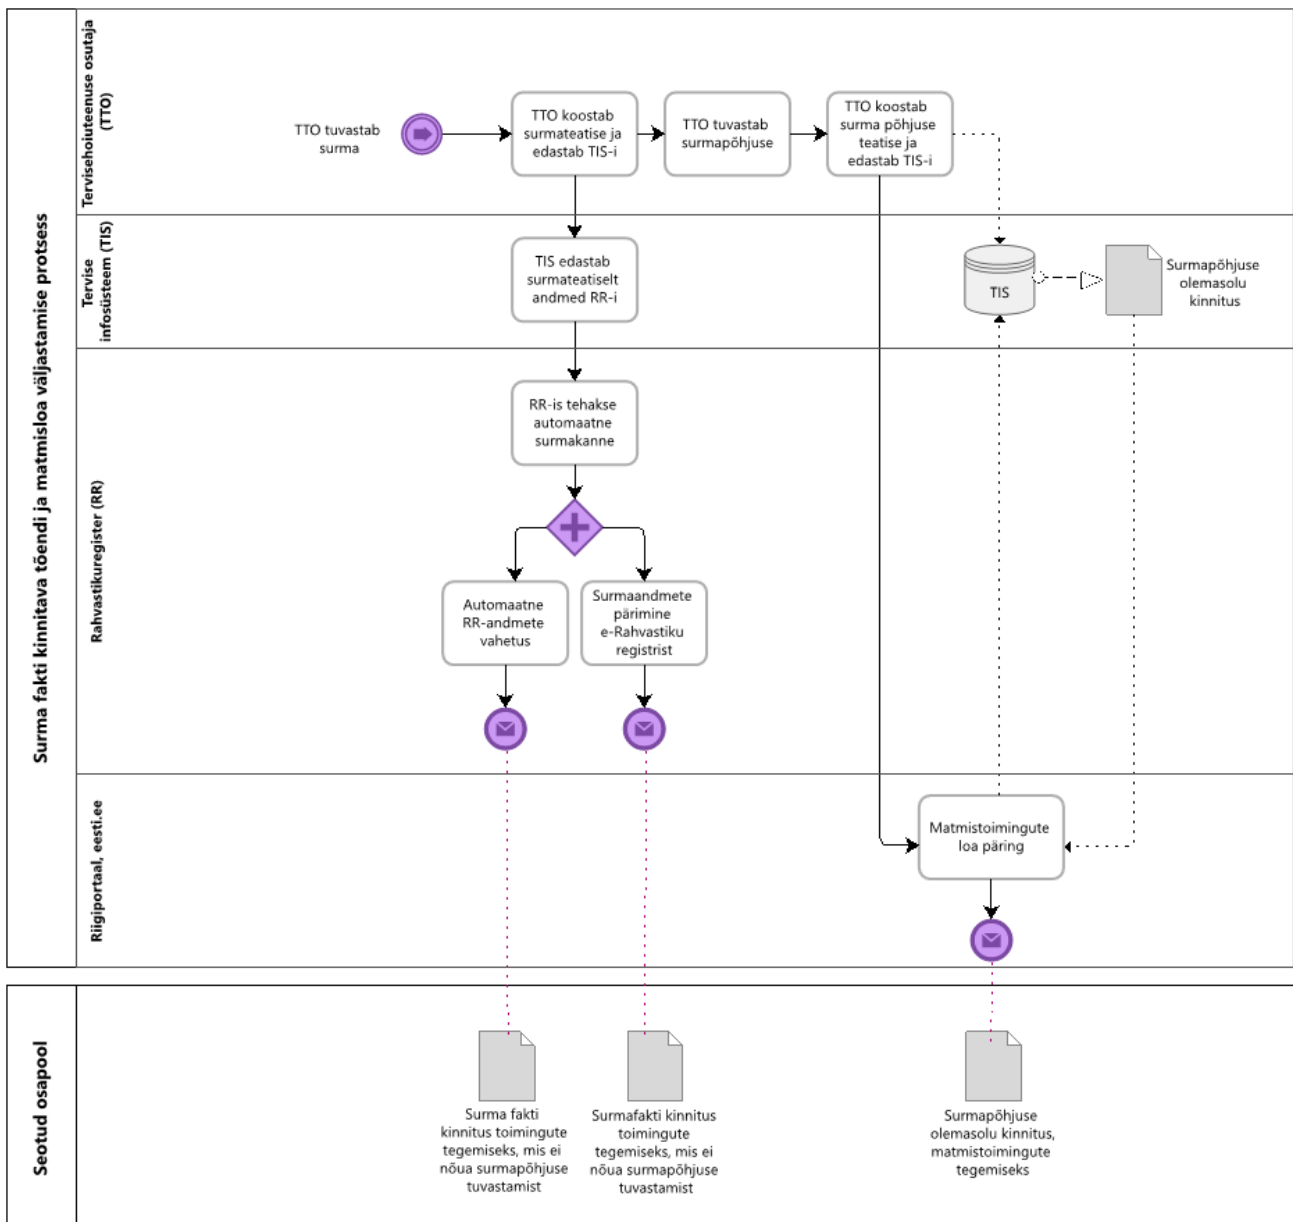 Surma fakti kinnitava tõendi ja matmisloa väljastamise protsess
Tervisehoiuteenuse osutaja
(TTO)
TTO tuvastab
surma
TTO koostab
surmateatise ja
edastab TIS-i
TTO tuvastab
surmapõhjuse
TTO koostab
surma põhjuse
teatise ja
edastab TIS-i
Tervise
infosüsteem (TIS)
TIS edastab
surmateatiselt
andmed RR-i
TIS
Surmapõhjuse
olemasolu
kinnitus
Rahvastikuregister (RR)
RR-is tehakse
automaatne
surmakanne
Automaatne
RR-andmete
vahetus
Surmaandmete
pärimine
e-Rahvastiku
registrist
Riigiportaal, eesti.ee
Matmistoimingute
loa päring
Seotud osapool
Surma fakti
kinnitus toimingute
tegemiseks, mis ei
nõua surmapõhjuse
tuvastamist
Surmafakti kinnitus
toimingute
tegemiseks, mis ei
nõua surmapõhjuse
tuvastamist
Surmapõhjuse
olemasolu kinnitus,
matmistoimingute
tegemiseks